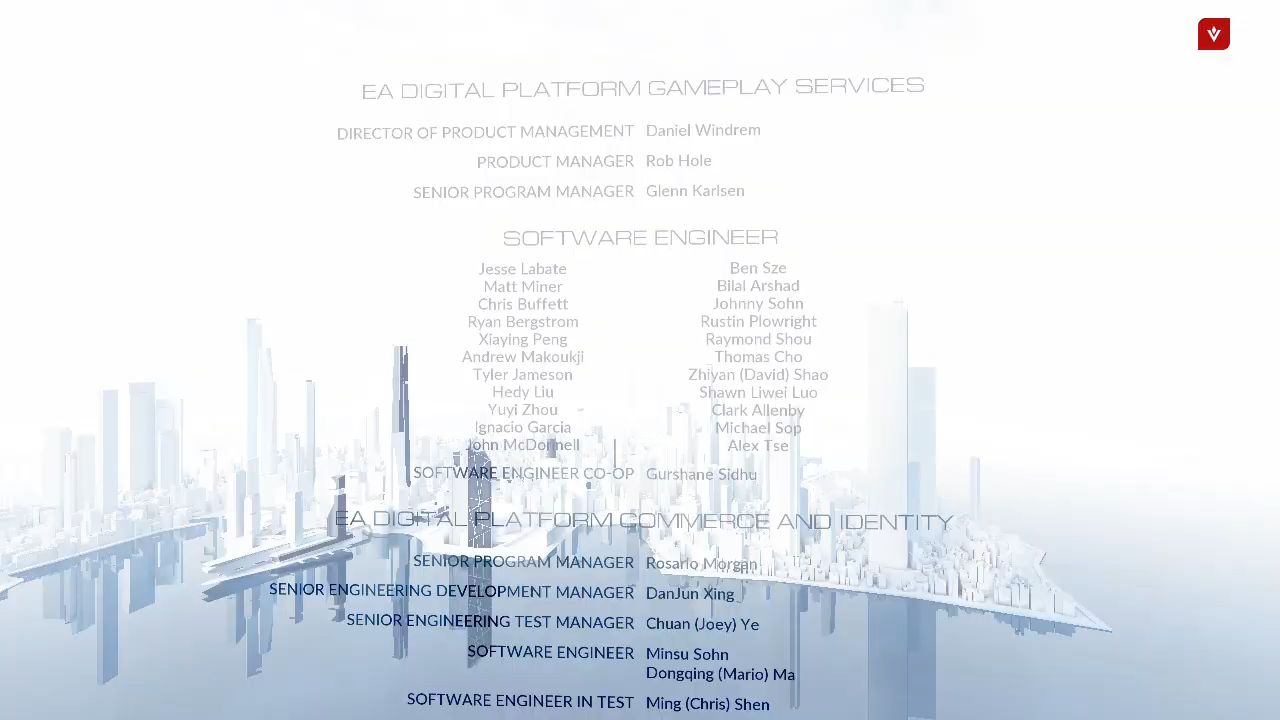 EA DIGITAL PLATFORM GAMEPLAY SERVICES
DIRECTOR OF PRODUCT MANAGEMENT Daniel Windrem
PRODUCT MANAGER Rob Hole
SENIOR PROGRAM MANAGER Glenn Karlsen
SOFTWARE ENGINEER
Jesse Labate Ben Sze
Matt Miner Bilal Arshad
Chris Buffett Johnny Sohn
Ryan Bergstrom Rustin Plowright
Xiaying Peng Raymond Shou
Andrew Makoukji Thomas Cho
Tyler Jameson Zhiyan (David) Shao
Hedy Liu Shawn Liwei Luo
Yuyi Zhou Clark Allenby
Ignacio Garcia Michael Sop
John McDonnell Alex Tse
SOFTWARE ENGINEER CO-OP Gurshane Sidhu
EA DIGITAL PLATFORM COMMERCE AND IDENTITY
SENIOR PROGRAM MANAGER Rosario Morgan
SENIOR ENGINEERING DEVELOPMENT MANAGER DanJun Xing
SENIOR ENGINEERING TEST MANAGER Chuan (Joey) Ye
SOFTWARE ENGINEER Minsu Sohn
Dongqing (Mario) Ma
SOFTWARE ENGINEER IN TEST Ming (Chris) Shen